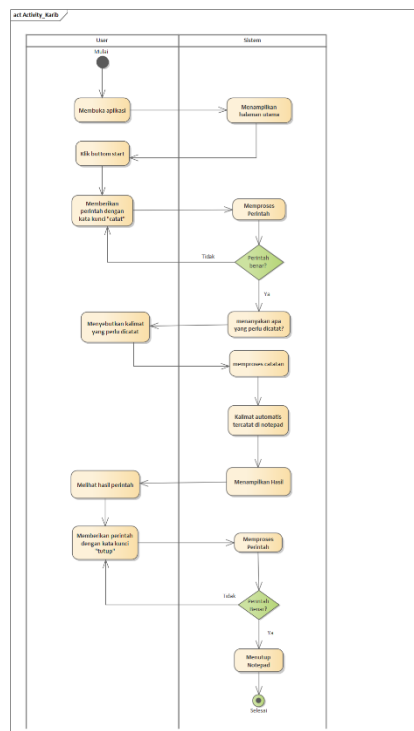 act Activity_Karib
User
Sistem
Mulai
Membuka aplikasi
Menampilkan
halaman utama
Klik buttom start
Memberikan
perintah dengan
kata kunci "catat"
Memproses
Perintah
Tidak
Perintah
benar?
Ya
Menyebutkan kalimat
yang perlu dicatat
menanyakan apa
yang perlu dicatat?
memproses catatan
Kalimat automatis
tercatat di notepad
Melihat hasil perintah
Menampilkan Hasil
Memberikan perintah
dengan kata kunci
"tutup"
Memproses
Perintah
Tidak
Perintah
Benar?
Ya
Menutup
Notepad
Selesai